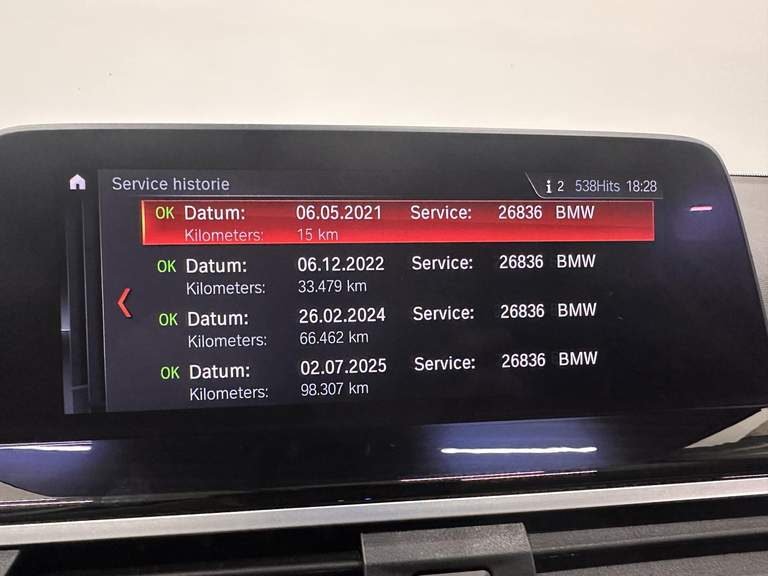 Service historie i 2 538Hits 18:28
OK Datum: 06.05.2021 Service: 26836 BMW
Kilometers: 15 km
OK Datum: 06.12.2022 Service: 26836 BMW
Kilometers: 33.479 km
OK Datum: 26.02.2024 Service: 26836 BMW
Kilometers: 66.462 km
OK Datum: 02.07.2025 Service: 26836 BMW
Kilometers: 98.307 km